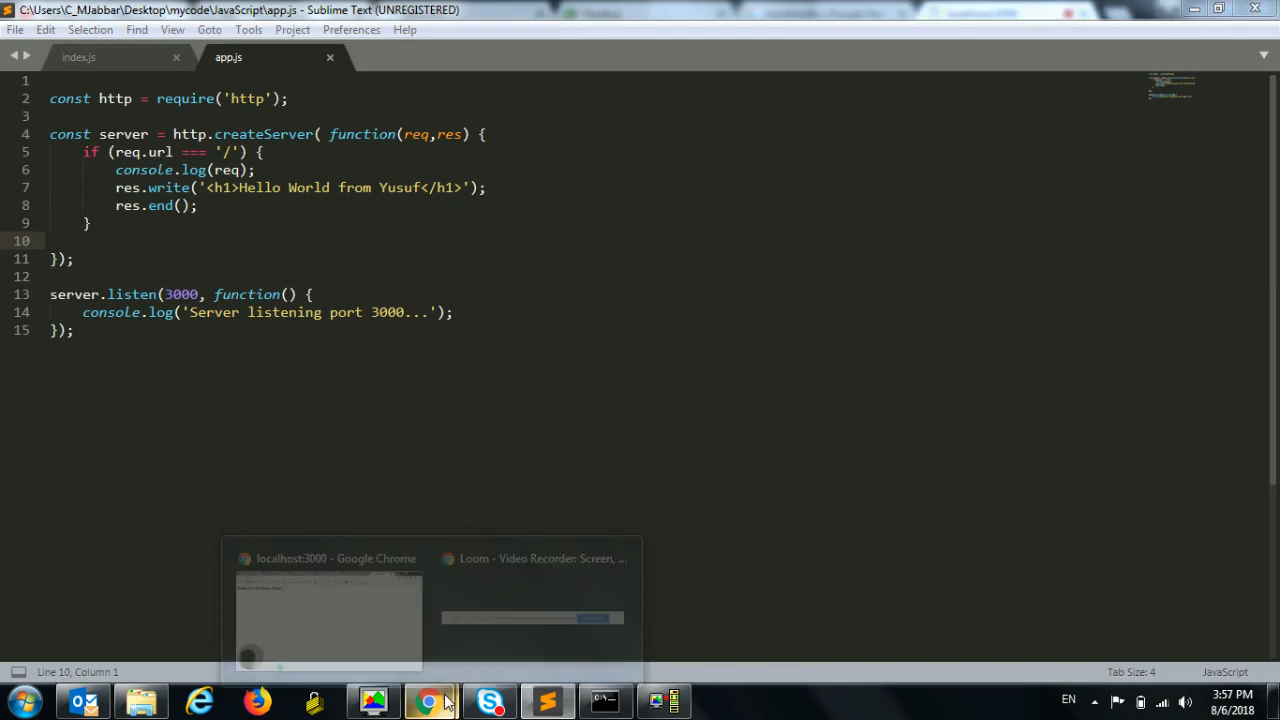 C:\Users\C_MJabbar\Desktop\mycode\JavaScript\app.js - Sublime Text (UNREGISTERED)
File Edit Selection Find View Goto Tools Project Preferences Help
index.js app.js
1
2 const http = require('http');
3
4 const server = http.createServer( function(req,res) {
5 if (req.url === '/') {
6 console.log(req);
7 res.write('<h1>Hello World from Yusuf</h1>');
8 res.end();
9 }
10
11 });
12
13 server.listen(3000, function() {
14 console.log('Server listening port 3000...');
15 });
localhost:3000 - Google Chrome Loom - Video Recorder: Screen, ...
Line 10, Column 1 Tab Size: 4 JavaScript
EN 3:57 PM
8/6/2018